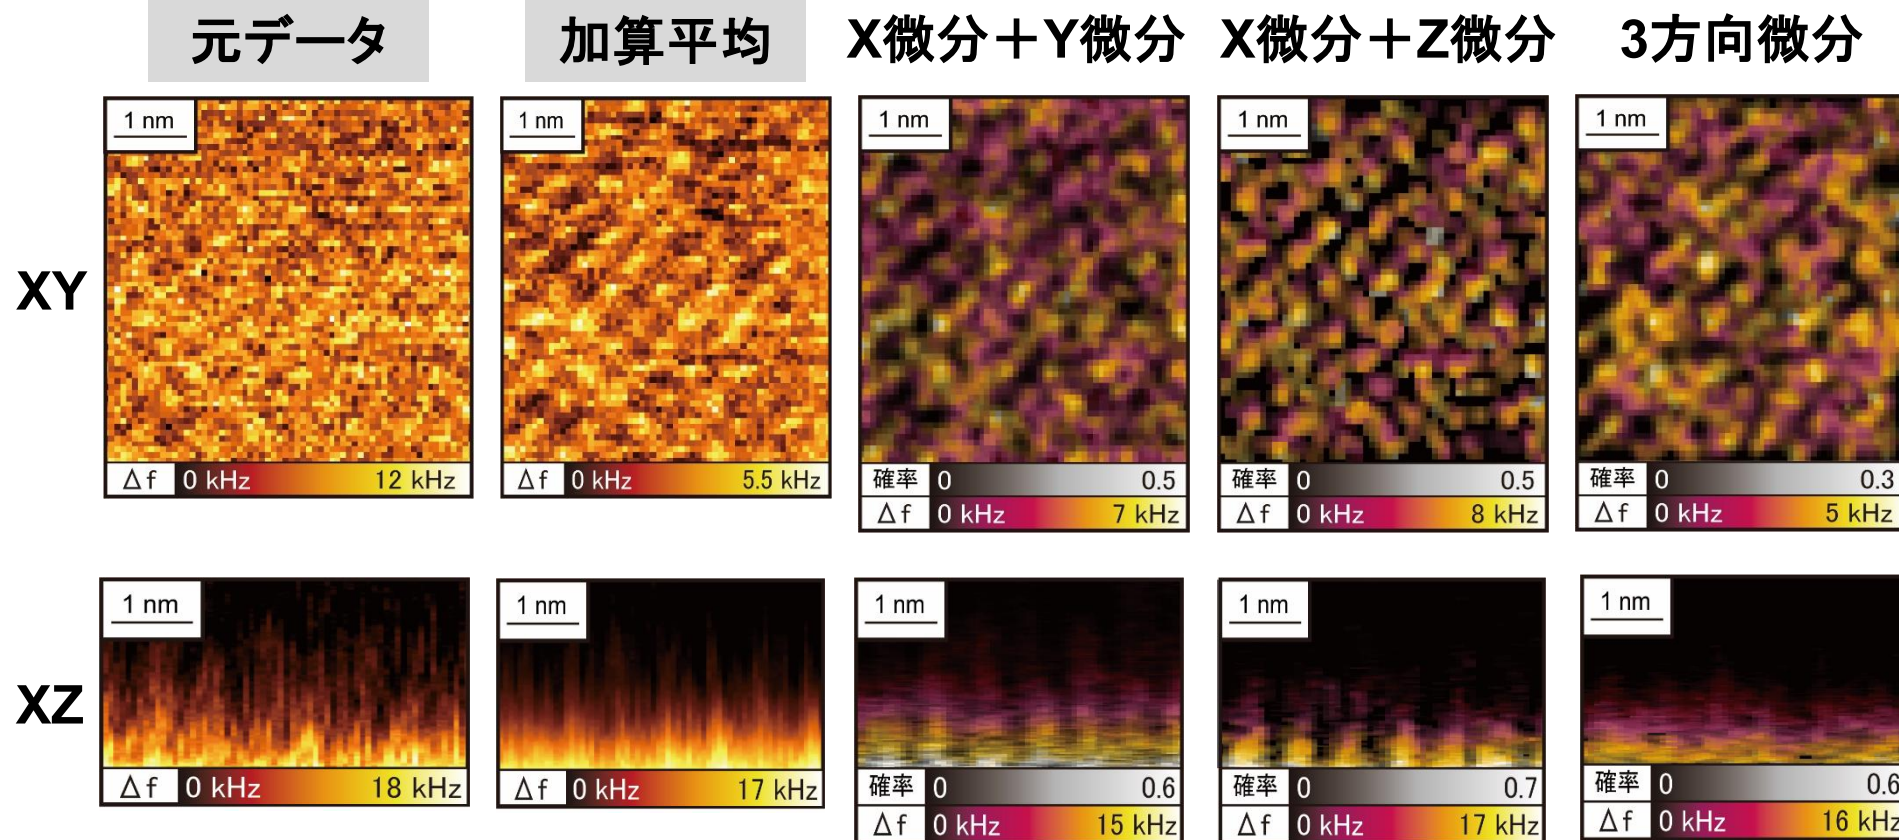 元データ
加算平均
X微分＋Y微分
X微分＋Z微分
3方向微分
XY
1 nm
Δf 0 kHz 12 kHz
1 nm
Δf 0 kHz 5.5 kHz
1 nm
確率 0 0.5
Δf 0 kHz 7 kHz
1 nm
確率 0 0.5
Δf 0 kHz 8 kHz
1 nm
確率 0 0.3
Δf 0 kHz 5 kHz
XZ
1 nm
Δf 0 kHz 18 kHz
1 nm
Δf 0 kHz 17 kHz
1 nm
確率 0 0.6
Δf 0 kHz 15 kHz
1 nm
確率 0 0.7
Δf 0 kHz 17 kHz
1 nm
確率 0 0.6
Δf 0 kHz 16 kHz